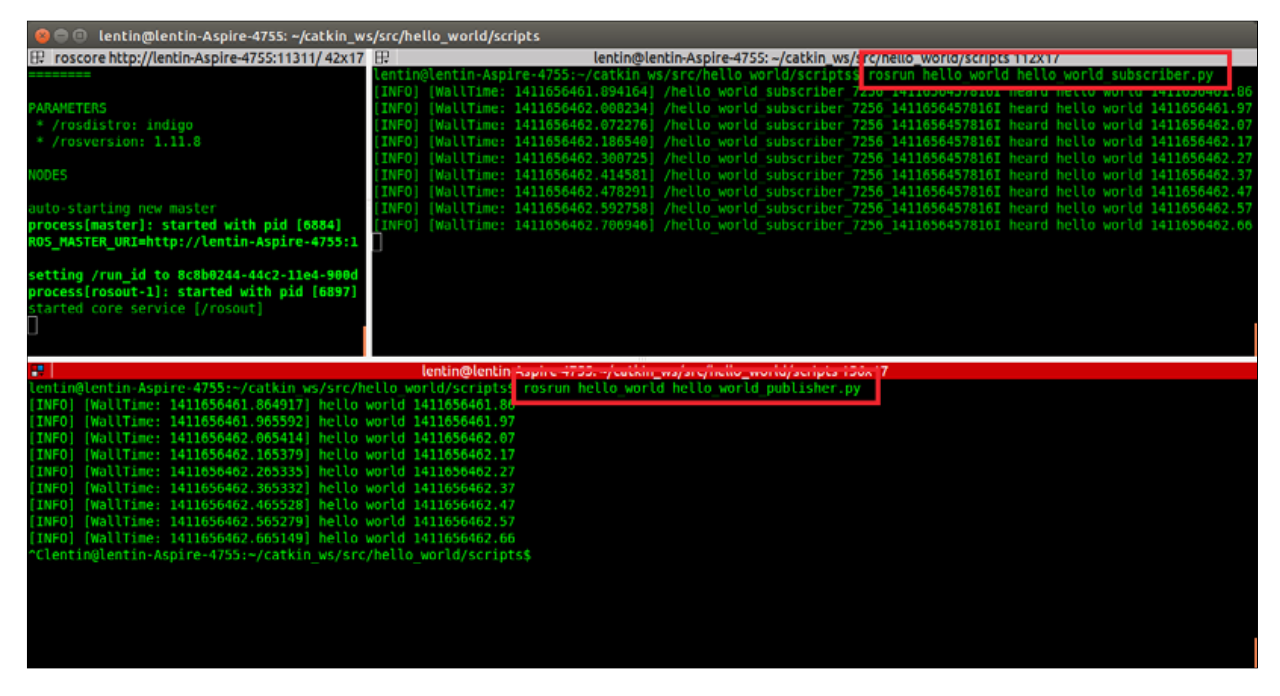 lentin@lentin-Aspire-4755: ~/catkin_ws/src/hello_world/scripts
roscore http://lentin-Aspire-4755:11311/ 42x17
========
PARAMETERS
* /rosdistro: indigo
* /rosversion: 1.11.8
NODES
auto-starting new master
process[master]: started with pid [6884]
ROS_MASTER_URI=http://lentin-Aspire-4755:1
setting /run_id to 8c8b0244-44c2-11e4-900d
process[rosout-1]: started with pid [6897]
started core service [/rosout]
lentin@lentin-Aspire-4755: ~/catkin_ws/src/hello_world/scripts 112x17
lentin@lentin-Aspire-4755:~/catkin_ws/src/hello_world/scripts$ rosrun hello_world hello_world_subscriber.py
[INFO] [WallTime: 1411656461.894164] /hello_world_subscriber_7256_1411656457816I heard hello world 1411656461.86
[INFO] [WallTime: 1411656462.008234] /hello_world_subscriber_7256_1411656457816I heard hello world 1411656461.97
[INFO] [WallTime: 1411656462.072276] /hello_world_subscriber_7256_1411656457816I heard hello world 1411656462.07
[INFO] [WallTime: 1411656462.186540] /hello_world_subscriber_7256_1411656457816I heard hello world 1411656462.17
[INFO] [WallTime: 1411656462.300725] /hello_world_subscriber_7256_1411656457816I heard hello world 1411656462.27
[INFO] [WallTime: 1411656462.414581] /hello_world_subscriber_7256_1411656457816I heard hello world 1411656462.37
[INFO] [WallTime: 1411656462.478291] /hello_world_subscriber_7256_1411656457816I heard hello world 1411656462.47
[INFO] [WallTime: 1411656462.592758] /hello_world_subscriber_7256_1411656457816I heard hello world 1411656462.57
[INFO] [WallTime: 1411656462.706946] /hello_world_subscriber_7256_1411656457816I heard hello world 1411656462.66
lentin@lentin-Aspire-4755: ~/catkin_ws/src/hello_world/scripts 156x17
lentin@lentin-Aspire-4755:~/catkin_ws/src/hello_world/scripts$ rosrun hello_world hello_world_publisher.py
[INFO] [WallTime: 1411656461.864917] hello world 1411656461.86
[INFO] [WallTime: 1411656461.965592] hello world 1411656461.97
[INFO] [WallTime: 1411656462.065414] hello world 1411656462.07
[INFO] [WallTime: 1411656462.165379] hello world 1411656462.17
[INFO] [WallTime: 1411656462.265335] hello world 1411656462.27
[INFO] [WallTime: 1411656462.365332] hello world 1411656462.37
[INFO] [WallTime: 1411656462.465528] hello world 1411656462.47
[INFO] [WallTime: 1411656462.565279] hello world 1411656462.57
[INFO] [WallTime: 1411656462.665149] hello world 1411656462.66
^Clentin@lentin-Aspire-4755:~/catkin_ws/src/hello_world/scripts$